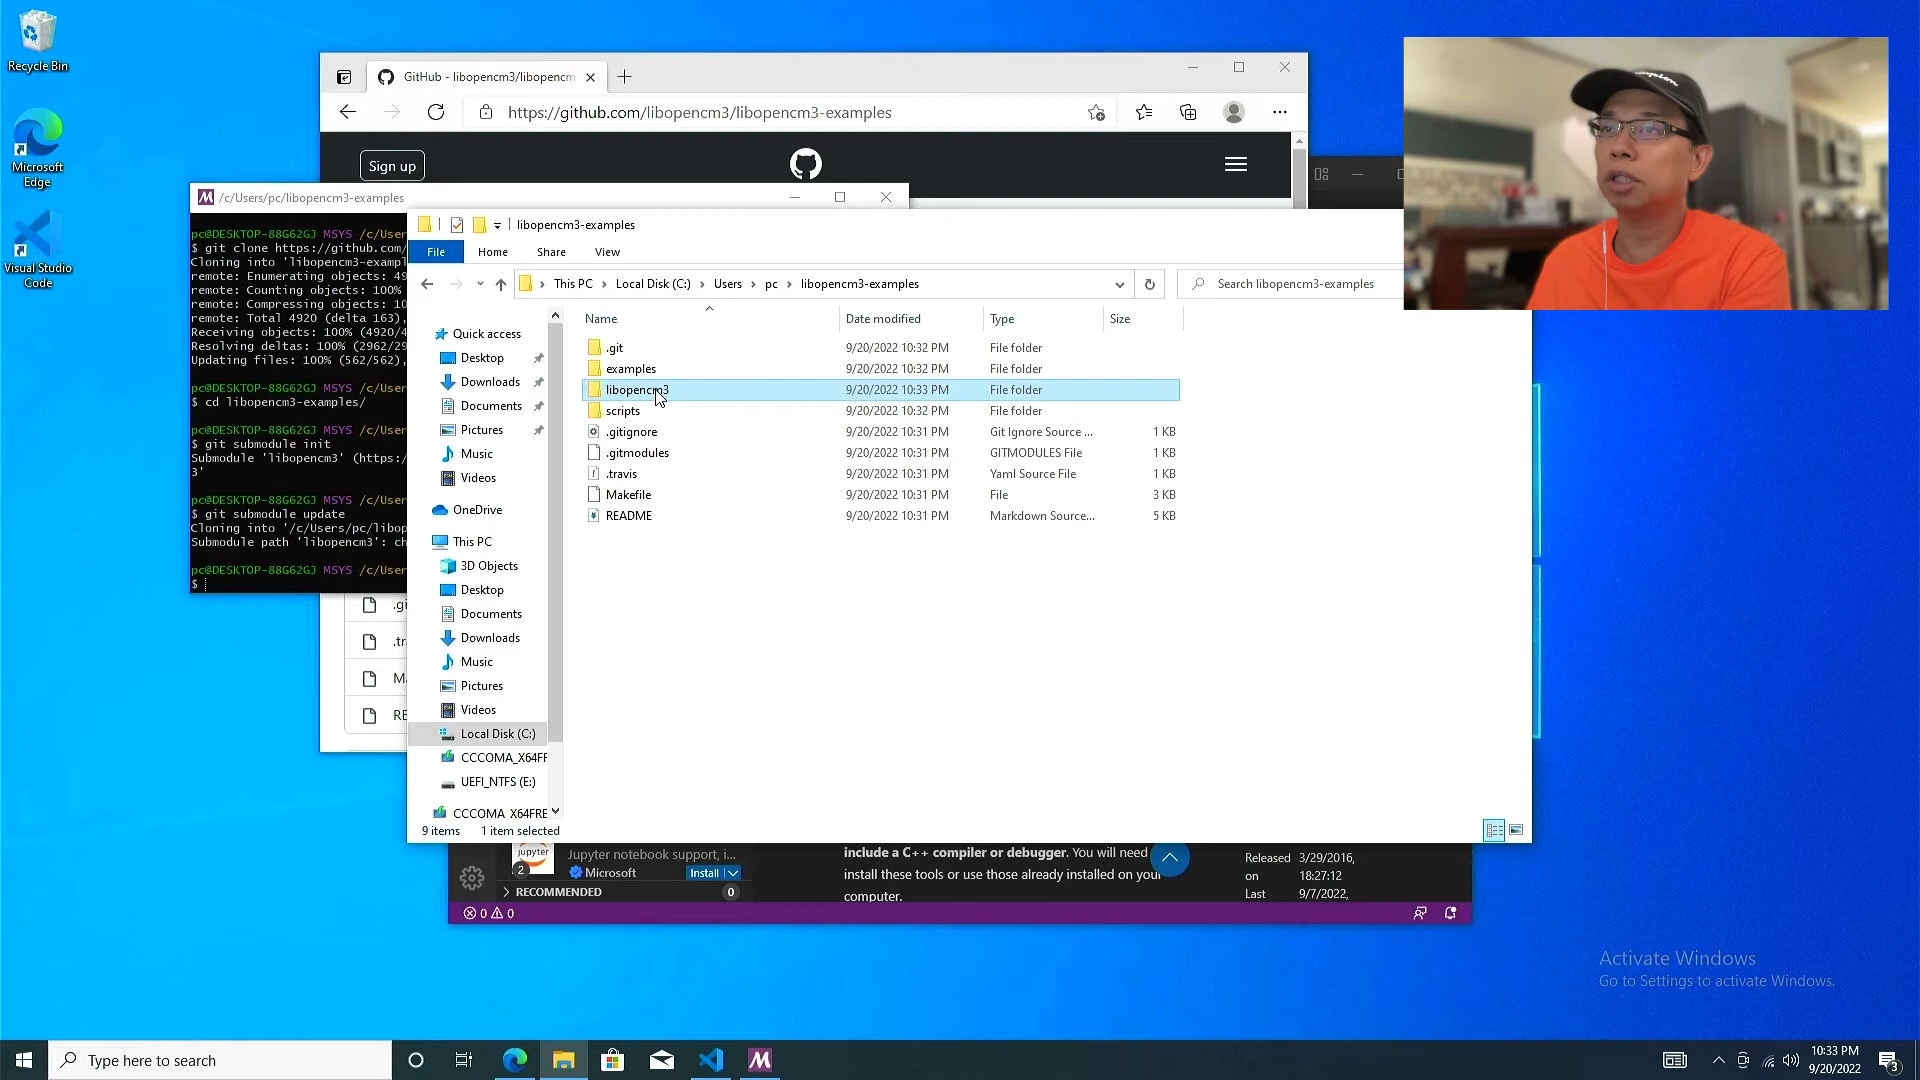 Recycle Bin
Microsoft
Edge
Visual Studio
Code
GitHub - libopencm3/libopencm
https://github.com/libopencm3/libopencm3-examples
Sign up
/c/Users/pc/libopencm3-examples
pc@DESKTOP-88G62GJ MSYS /c/User
$ git clone https://github.com/
Cloning into 'libopencm3-exampl
remote: Enumerating objects: 49
remote: Counting objects: 100%
remote: Compressing objects: 10
remote: Total 4920 (delta 163),
Receiving objects: 100% (4920/4
Resolving deltas: 100% (2962/29
Updating files: 100% (562/562),
pc@DESKTOP-88G62GJ MSYS /c/User
$ cd libopencm3-examples/
pc@DESKTOP-88G62GJ MSYS /c/User
$ git submodule init
Submodule 'libopencm3' (https:/
3'
pc@DESKTOP-88G62GJ MSYS /c/User
$ git submodule update
Cloning into '/c/Users/pc/libop
Submodule path 'libopencm3': ch
pc@DESKTOP-88G62GJ MSYS /c/User
$
.gi
.tr
M
RE
libopencm3-examples
File Home Share View
This PC › Local Disk (C:) › Users › pc › libopencm3-examples
Search libopencm3-examples
Quick access
Desktop
Downloads
Documents
Pictures
Music
Videos
OneDrive
This PC
3D Objects
Desktop
Documents
Downloads
Music
Pictures
Videos
Local Disk (C:)
CCCOMA_X64FF
UEFI_NTFS (E:)
CCCOMA_X64FRE
Name Date modified Type Size
.git 9/20/2022 10:32 PM File folder
examples 9/20/2022 10:32 PM File folder
libopencm3 9/20/2022 10:33 PM File folder
scripts 9/20/2022 10:32 PM File folder
.gitignore 9/20/2022 10:31 PM Git Ignore Source ... 1 KB
.gitmodules 9/20/2022 10:31 PM GITMODULES File 1 KB
.travis 9/20/2022 10:31 PM Yaml Source File 1 KB
Makefile 9/20/2022 10:31 PM File 3 KB
README 9/20/2022 10:31 PM Markdown Source... 5 KB
9 items 1 item selected
jupyter
2
Jupyter notebook support, i...
Microsoft Install
RECOMMENDED 0
include a C++ compiler or debugger. You will need
install these tools or use those already installed on your
computer.
Released 3/29/2016,
on 18:27:12
Last 9/7/2022,
0 0
Activate Windows
Go to Settings to activate Windows.
Type here to search
10:33 PM
9/20/2022
3